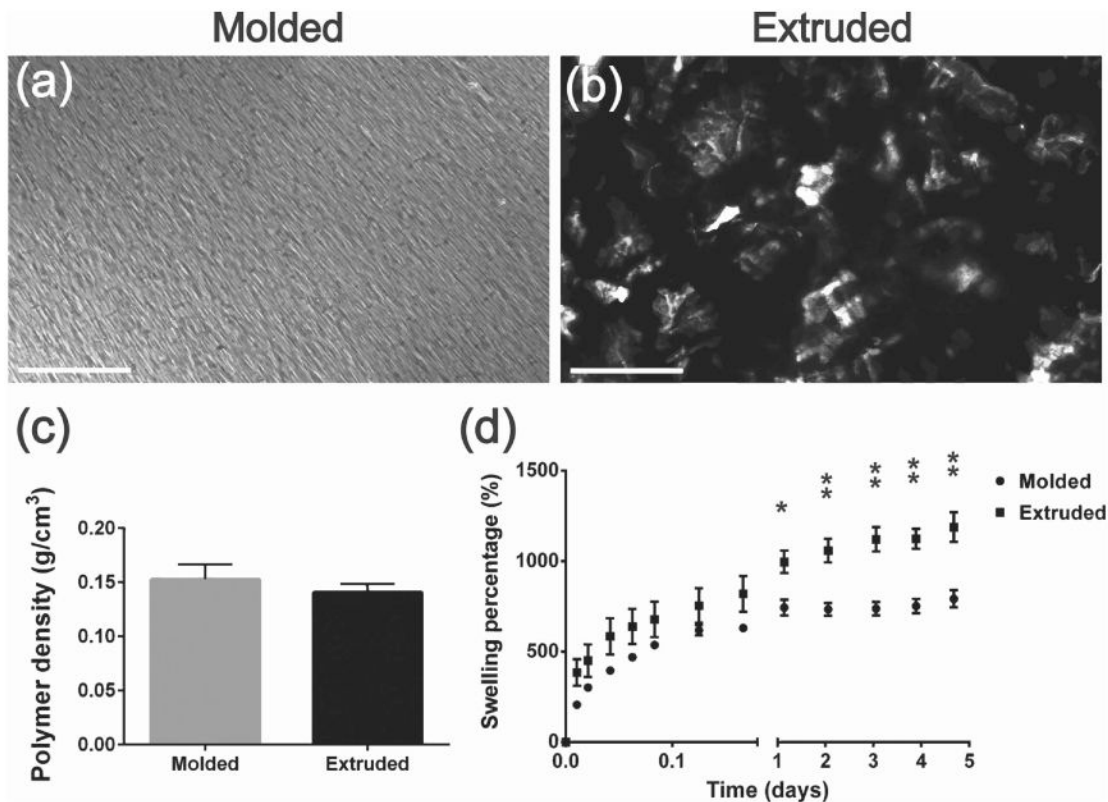 Molded
Extruded
(a)
(b)
(c)
Polymer density (g/cm³)
0.20
0.15
0.10
0.05
0.00
Molded
Extruded
(d)
Swelling percentage (%)
1500
1000
500
0
0.0
0.1
1
2
3
4
5
Time (days)
*
**
**
**
**
Molded
Extruded